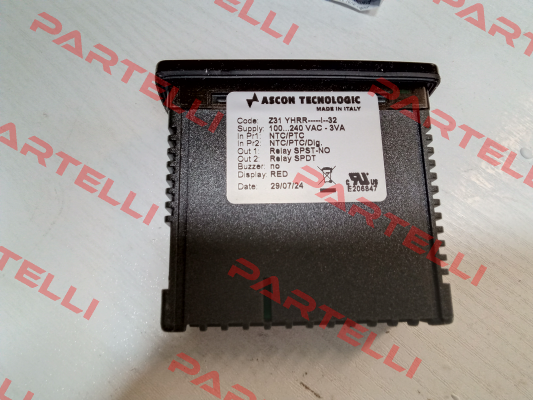 ASCON TECNOLOGIC
MADE IN ITALY
Code: Z31 YHRR-----I--32
Supply: 100...240 VAC - 3VA
In Pr1: NTC/PTC
In Pr2: NTC/PTC/Dig.
Out 1: Relay SPST-NO
Out 2: Relay SPDT
Buzzer: no
Display: RED
Date: 29/07/24
c RU us
E206847
PARTELLI
PARTELLI
PARTELLI
PARTELLI
PARTELLI
PARTELLI